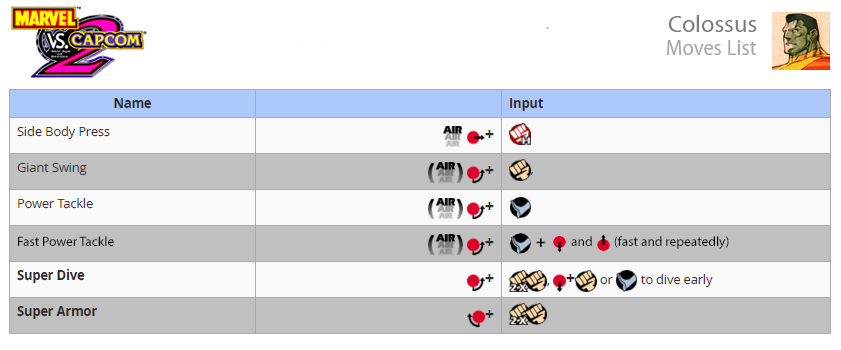 MARVEL
VS. CAPCOM
2
Colossus
Moves List
Name Input
Side Body Press AIR + H
Giant Swing (AIR) +
Power Tackle (AIR) +
Fast Power Tackle (AIR) + + and (fast and repeatedly)
Super Dive + 2X, + or to dive early
Super Armor + 2X